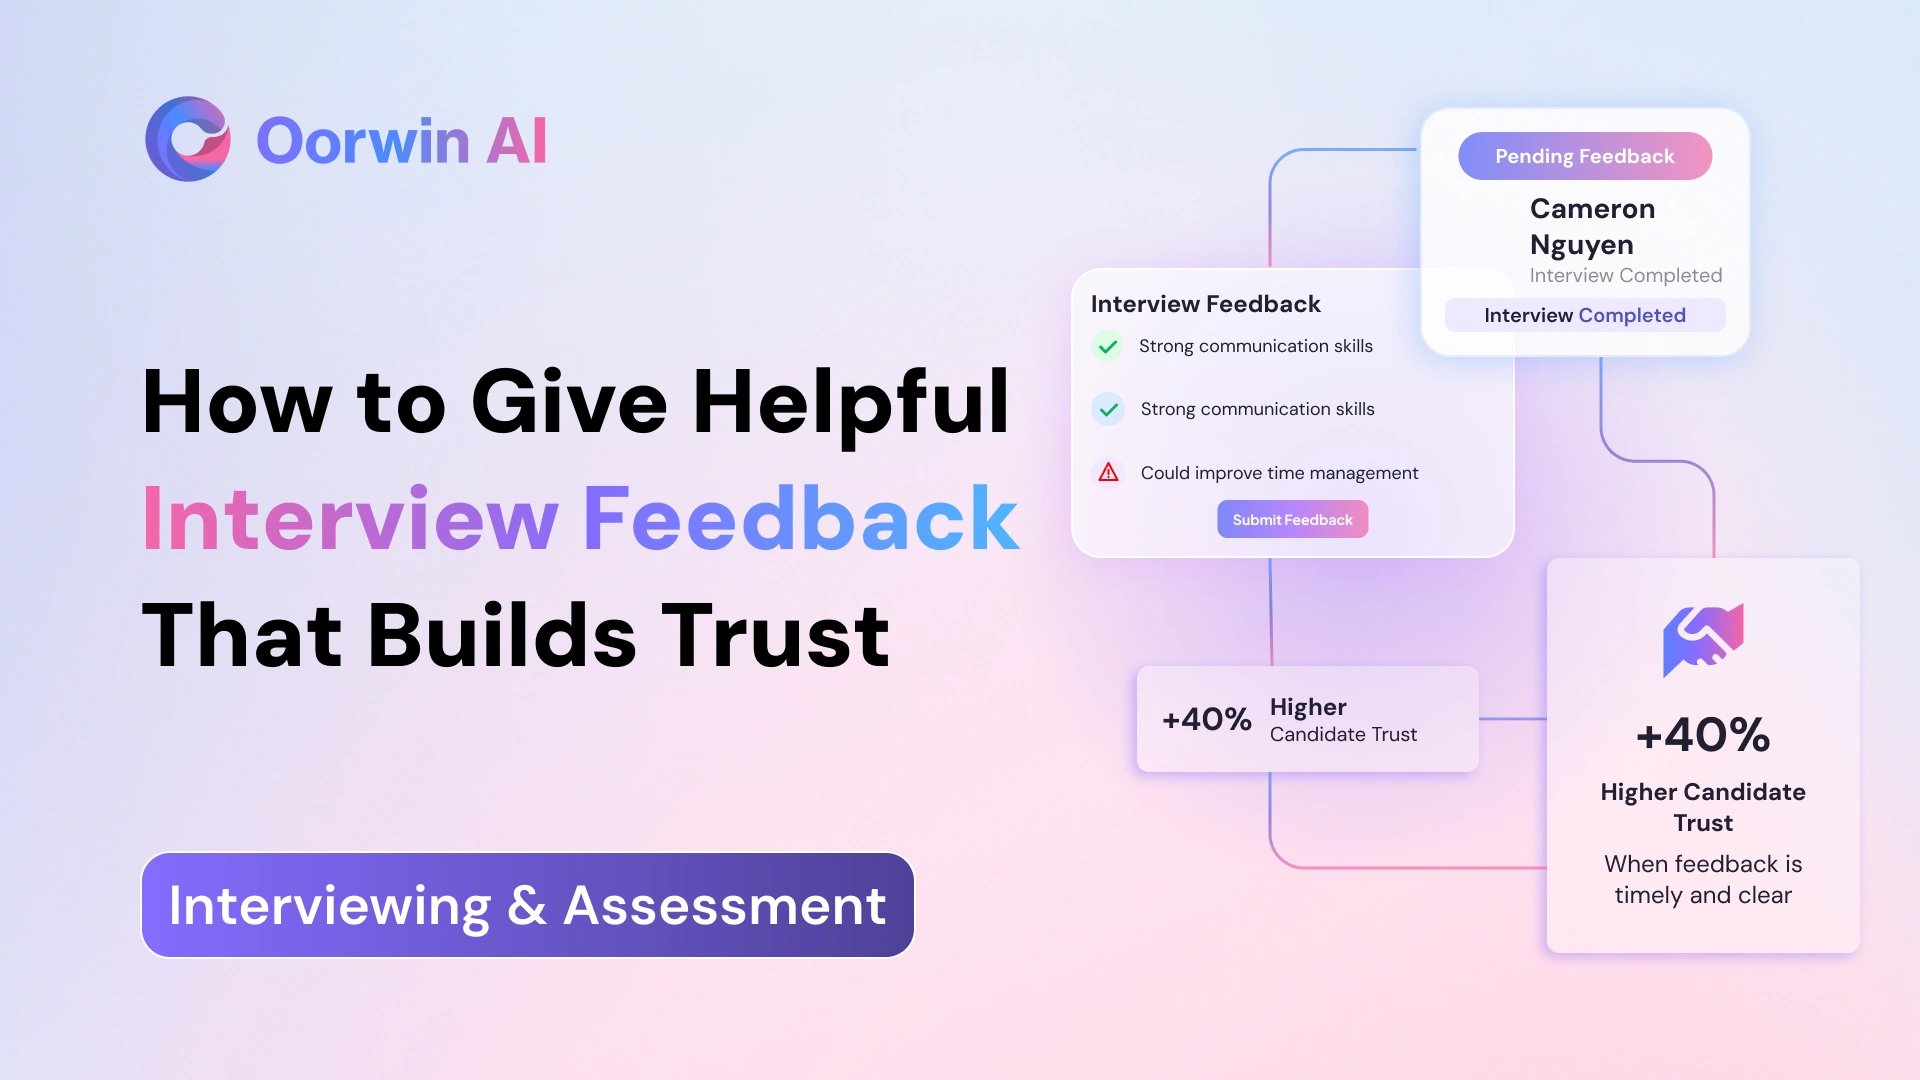 Oorwin AI
How to Give Helpful
Interview Feedback
That Builds Trust
Interviewing & Assessment
Pending Feedback
Cameron
Nguyen
Interview Completed
Interview Completed
Interview Feedback
Strong communication skills
Strong communication skills
Could improve time management
Submit Feedback
+40%
Higher
Candidate Trust
+40%
Higher Candidate
Trust
When feedback is
timely and clear